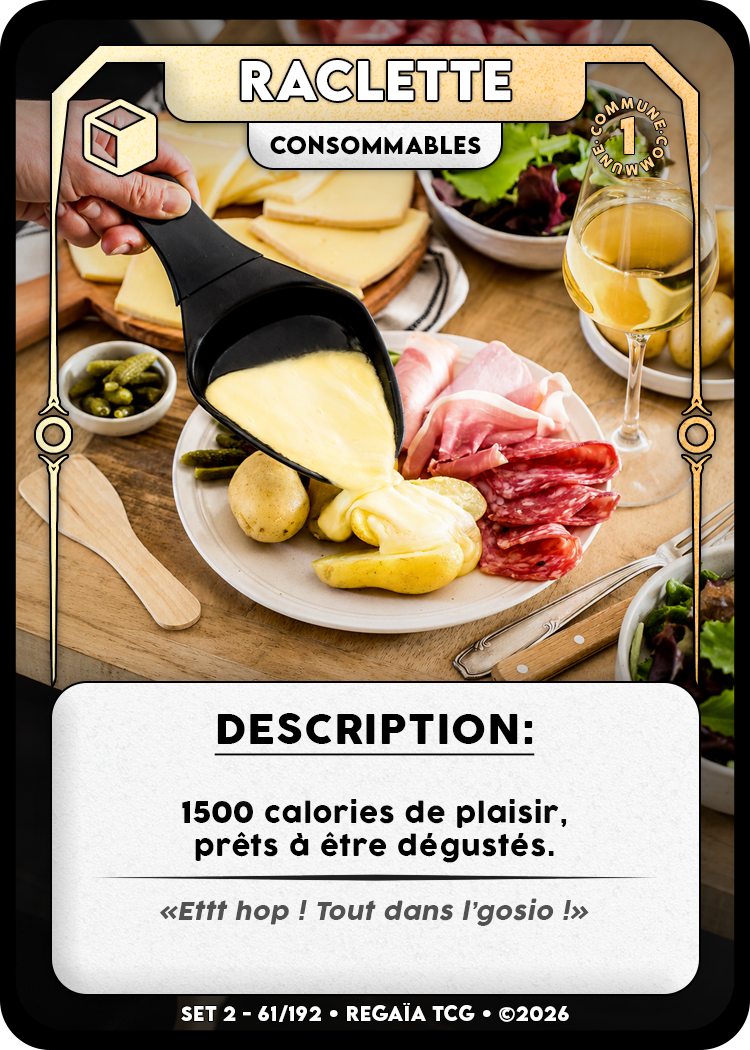 RACLETTE
CONSOMMABLES
COMMUNE • COMMUNE •
1
DESCRIPTION:
1500 calories de plaisir,
prêts à être dégustés.
«Ettt hop ! Tout dans l’gosio !»
SET 2 - 61/192 • REGAÏA TCG • ©2026